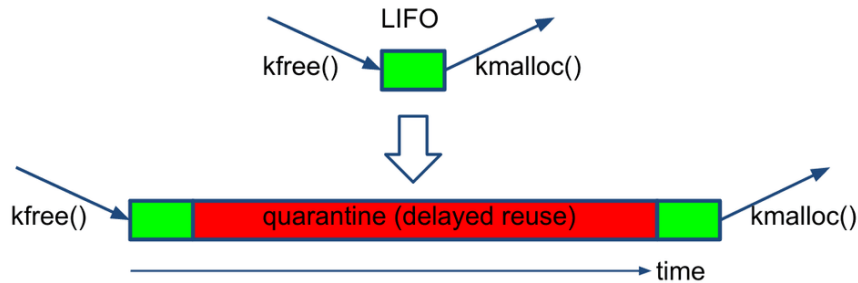 LIFO
kfree()
kmalloc()
kfree()
quarantine (delayed reuse)
kmalloc()
time